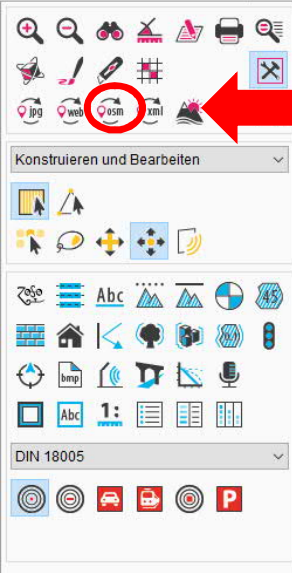 jpg web osm xml
Konstruieren und Bearbeiten
Abc
bmp
Abc 1:
DIN 18005
P